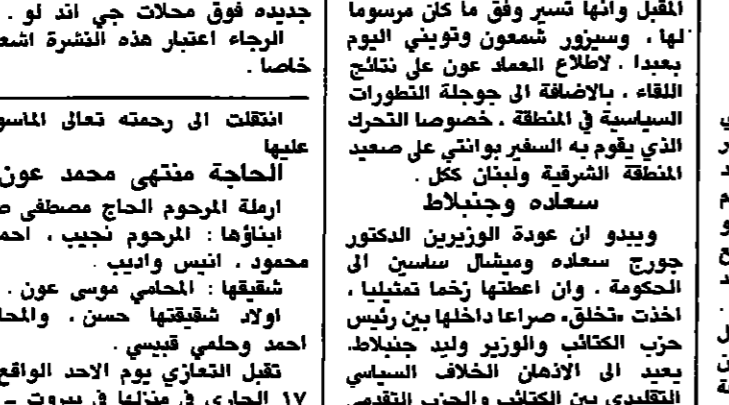 المقبل وانها تسير وفق ما كان مرسوما
لها ، وسيزور شمعون وتويني اليوم
بعبدا . لاطلاع العماد عون على نتائج
اللقاء ، بالاضافة الى جوجلة التطورات
السياسية في المنطقة ، خصوصا التحرك
الذي يقوم به السفير بوانتي على صعيد
المنطقة الشرقية ولبنان ككل .
سعاده وجنبلاط
ويبدو ان عودة الوزيرين الدكتور
جورج سعاده وميشال ساسين الى
الحكومة . وان اعطتها زخما تمثيليا ،
اخذت «تخلق» صراعا داخلها بين رئيس
حزب الكتائب والوزير وليد جنبلاط.
يعيد الى الاذهان الخلاف السياسي
التقليدي بين الكتائب والحزب التقدمي
جديده فوق محلات جي اند لو .
الرجاء اعتبار هذه النشرة اشعـ
خاصا .
انتقلت الى رحمته تعالى الماسو
عليها
الحاجة منتهى محمد عون
ارملة المرحوم الحاج مصطفى ص
ابناؤها : المرحوم نجيب ، احمـ
محمود ، انيس واديب .
شقيقها : المحامي موسى عون .
اولاد شقيقتها حسن ، والمحا
احمد وحلمي قبيسي .
تقبل التعازي يوم الاحد الواقع
١٧ الجاري في منزلها في بيروت –